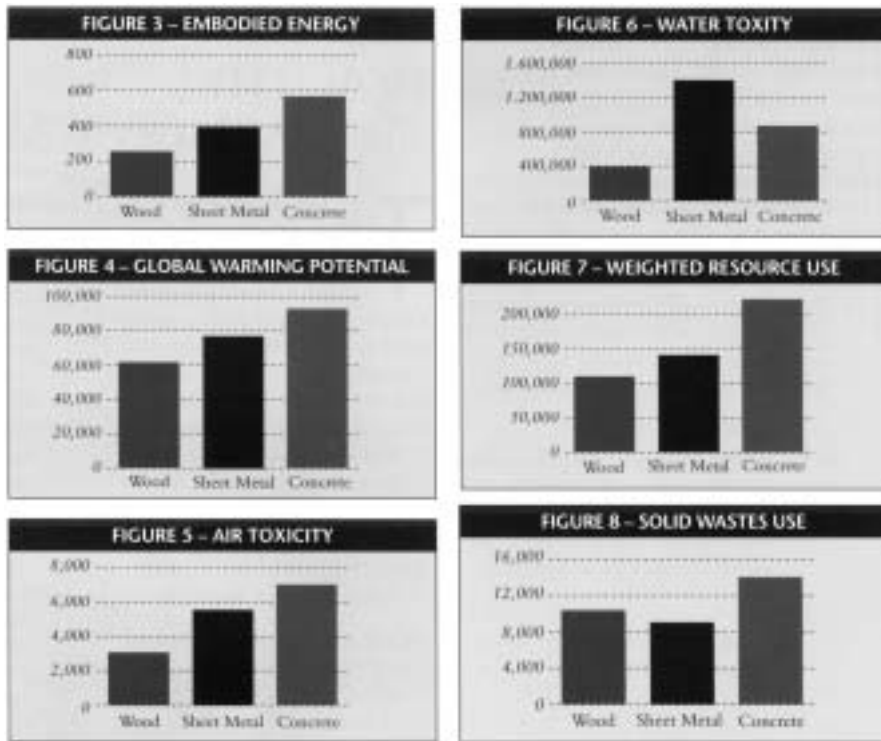 FIGURE 3 – EMBODIED ENERGY
800
600
400
200
0
Wood Sheet Metal Concrete
FIGURE 4 – GLOBAL WARMING POTENTIAL
100,000
80,000
60,000
40,000
20,000
0
Wood Sheet Metal Concrete
FIGURE 5 – AIR TOXICITY
8,000
6,000
4,000
2,000
0
Wood Sheet Metal Concrete
FIGURE 6 – WATER TOXITY
1,600,000
1,200,000
800,000
400,000
0
Wood Sheet Metal Concrete
FIGURE 7 – WEIGHTED RESOURCE USE
200,000
150,000
100,000
50,000
0
Wood Sheet Metal Concrete
FIGURE 8 – SOLID WASTES USE
16,000
12,000
8,000
4,000
0
Wood Sheet Metal Concrete